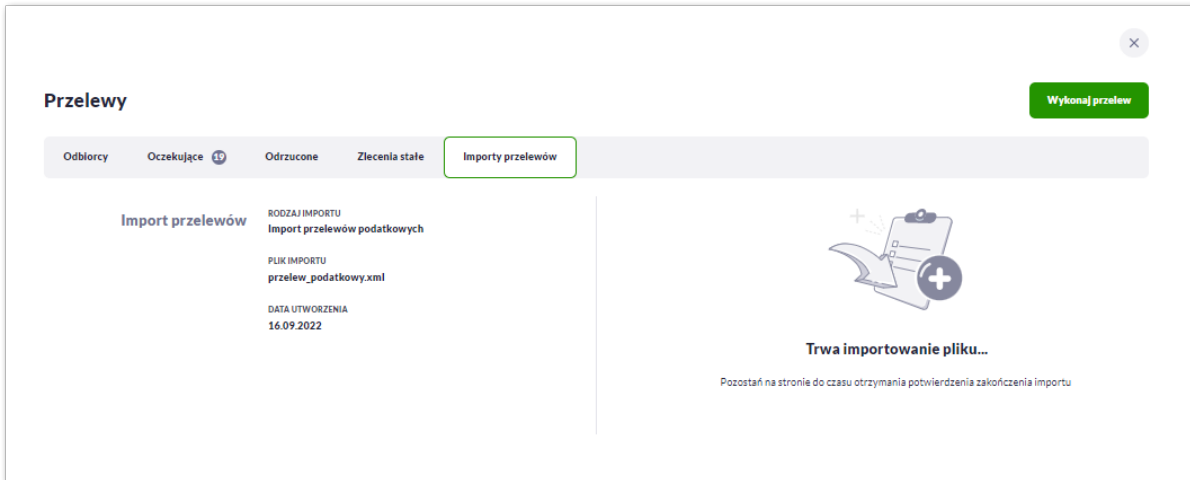 Przelewy
Wykonaj przelew
Odbiorcy
Oczekujące 19
Odrzucone
Zlecenia stałe
Importy przelewów
Import przelewów
RODZAJ IMPORTU
Import przelewów podatkowych
PLIK IMPORTU
przelew_podatkowy.xml
DATA UTWORZENIA
16.09.2022
Trwa importowanie pliku...
Pozostań na stronie do czasu otrzymania potwierdzenia zakończenia importu